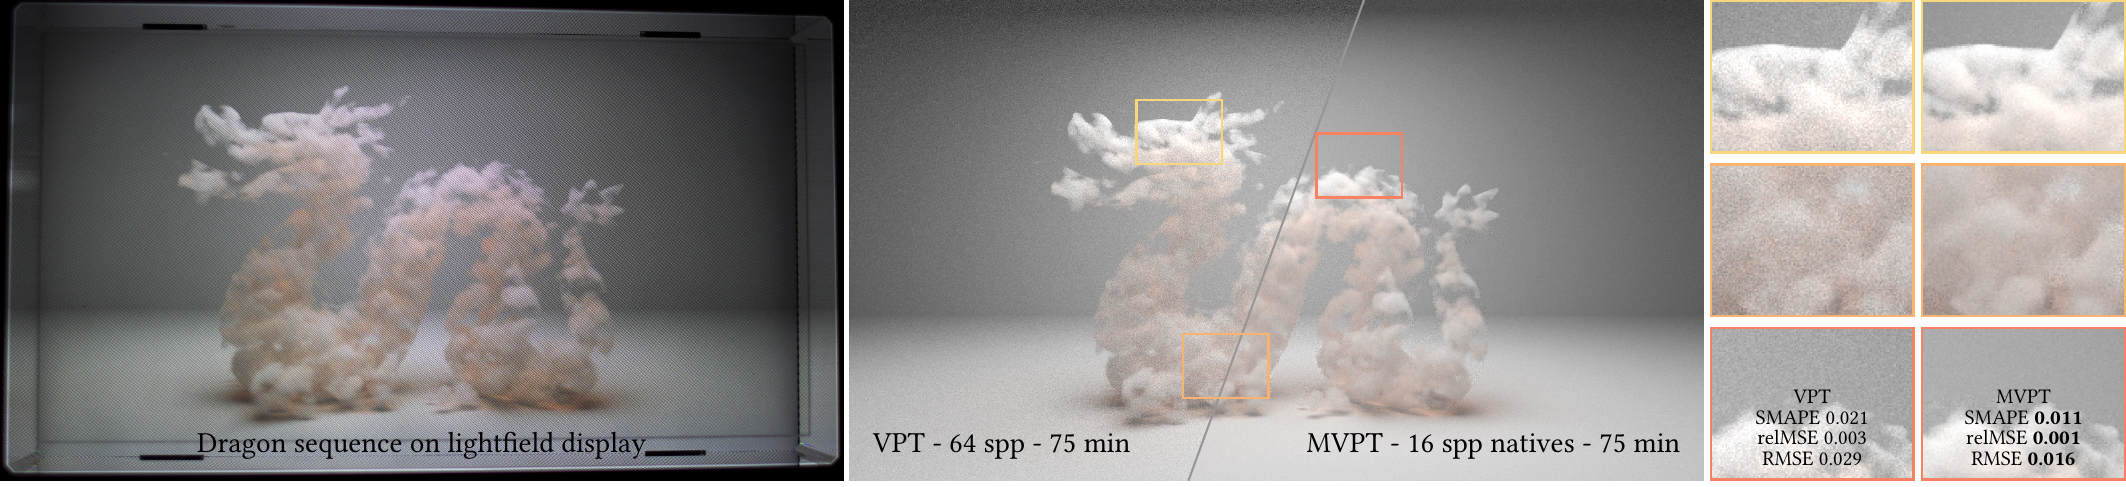 Dragon sequence on lightfield display
VPT - 64 spp - 75 min
MVPT - 16 spp natives - 75 min
VPT
SMAPE 0.021
relMSE 0.003
RMSE 0.029
MVPT
SMAPE 0.011
relMSE 0.001
RMSE 0.016